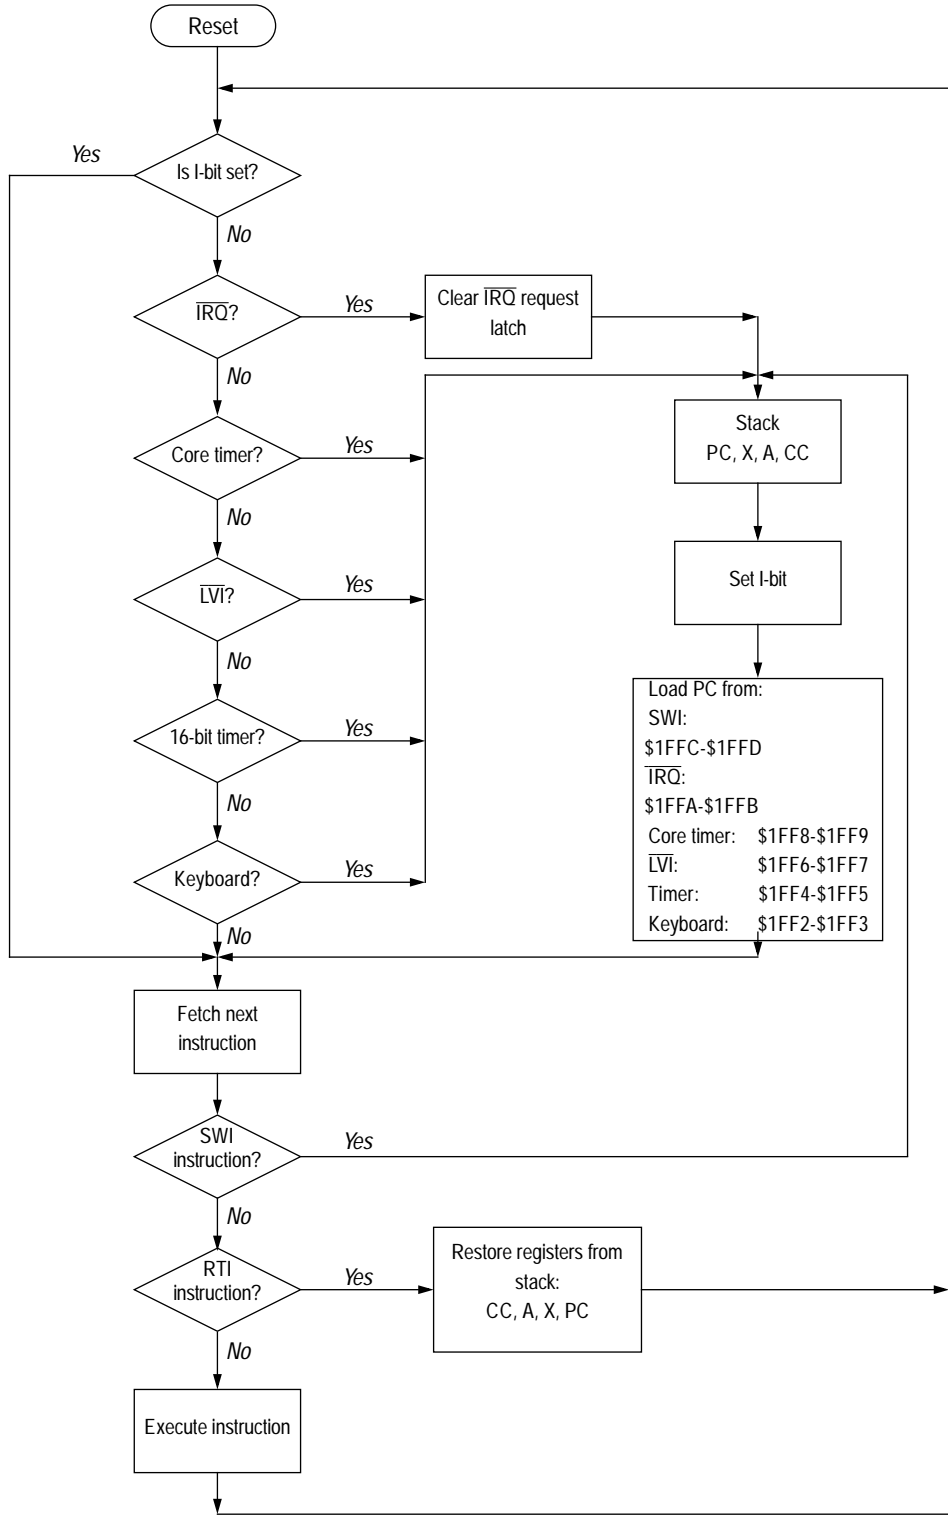 Reset
Yes
Is I-bit set?
No
IRQ?
Yes
Clear IRQ request
latch
No
Core timer?
Yes
Stack
PC, X, A, CC
No
LVI?
Yes
Set I-bit
No
16-bit timer?
Yes
Load PC from:
SWI:
$1FFC-$1FFD
IRQ:
$1FFA-$1FFB
Core timer: $1FF8-$1FF9
LVI: $1FF6-$1FF7
Timer: $1FF4-$1FF5
Keyboard: $1FF2-$1FF3
No
Keyboard?
Yes
No
Fetch next
instruction
SWI
instruction?
Yes
No
RTI
instruction?
Yes
Restore registers from
stack:
CC, A, X, PC
No
Execute instruction